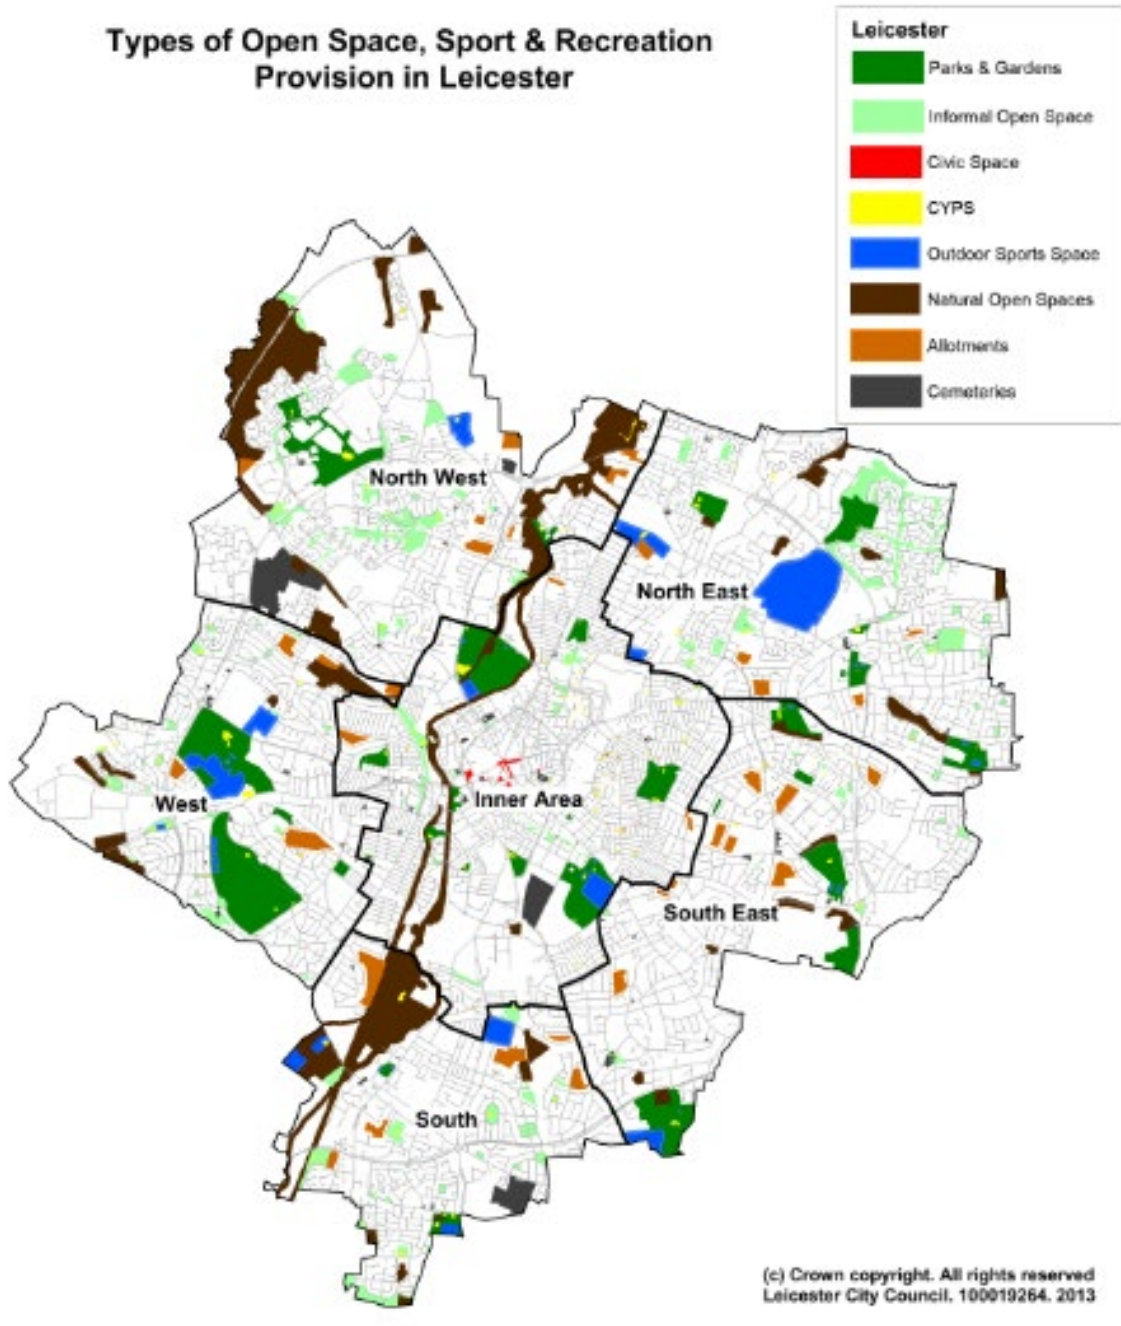 Types of Open Space, Sport & Recreation
Provision in Leicester
Leicester
Parks & Gardens
Informal Open Space
Civic Space
CYPS
Outdoor Sports Space
Natural Open Spaces
Allotments
Cemeteries
North West
North East
West
Inner Area
South East
South
(c) Crown copyright. All rights reserved
Leicester City Council. 100019264. 2013